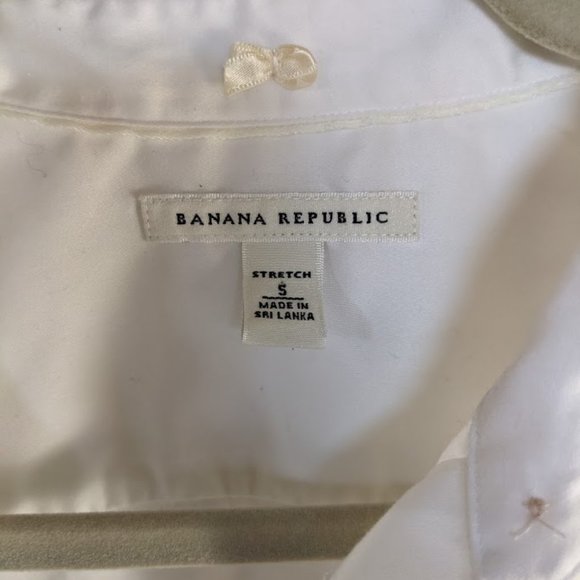 BANANA REPUBLIC
STRETCH
S
MADE IN
SRI LANKA